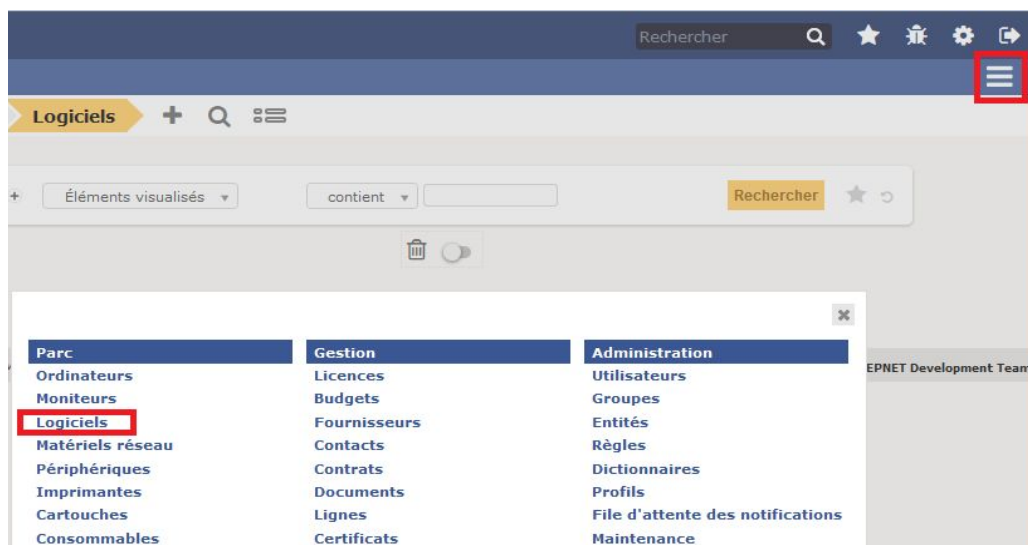 Rechercher
Logiciels
Éléments visualisés contient Rechercher
Parc Gestion Administration
EPNET Development Team
Ordinateurs Licences Utilisateurs
Moniteurs Budgets Groupes
Logiciels Fournisseurs Entités
Matériels réseau Contacts Règles
Périphériques Contrats Dictionnaires
Imprimantes Documents Profils
Cartouches Lignes File d'attente des notifications
Consommables Certificats Maintenance